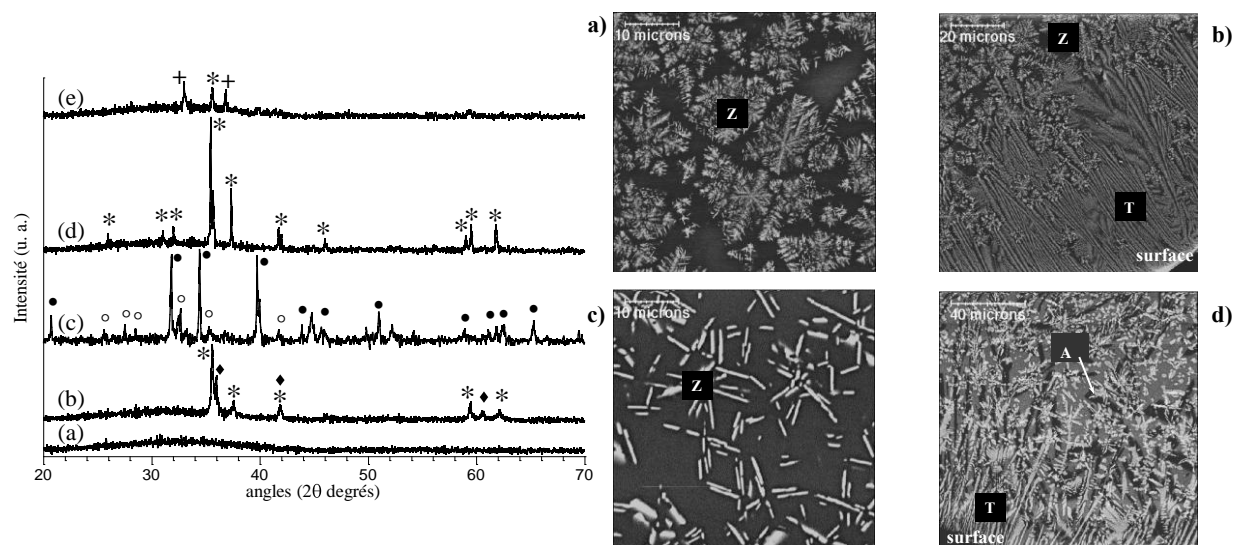 (e)
(d)
(c)
(b)
(a)
Intensité (u. a.)
20 30 40 50 60 70
angles (2θ degrés)
a)
10 microns
Z
b)
20 microns
Z
T
surface
c)
10 microns
Z
d)
40 microns
A
T
surface